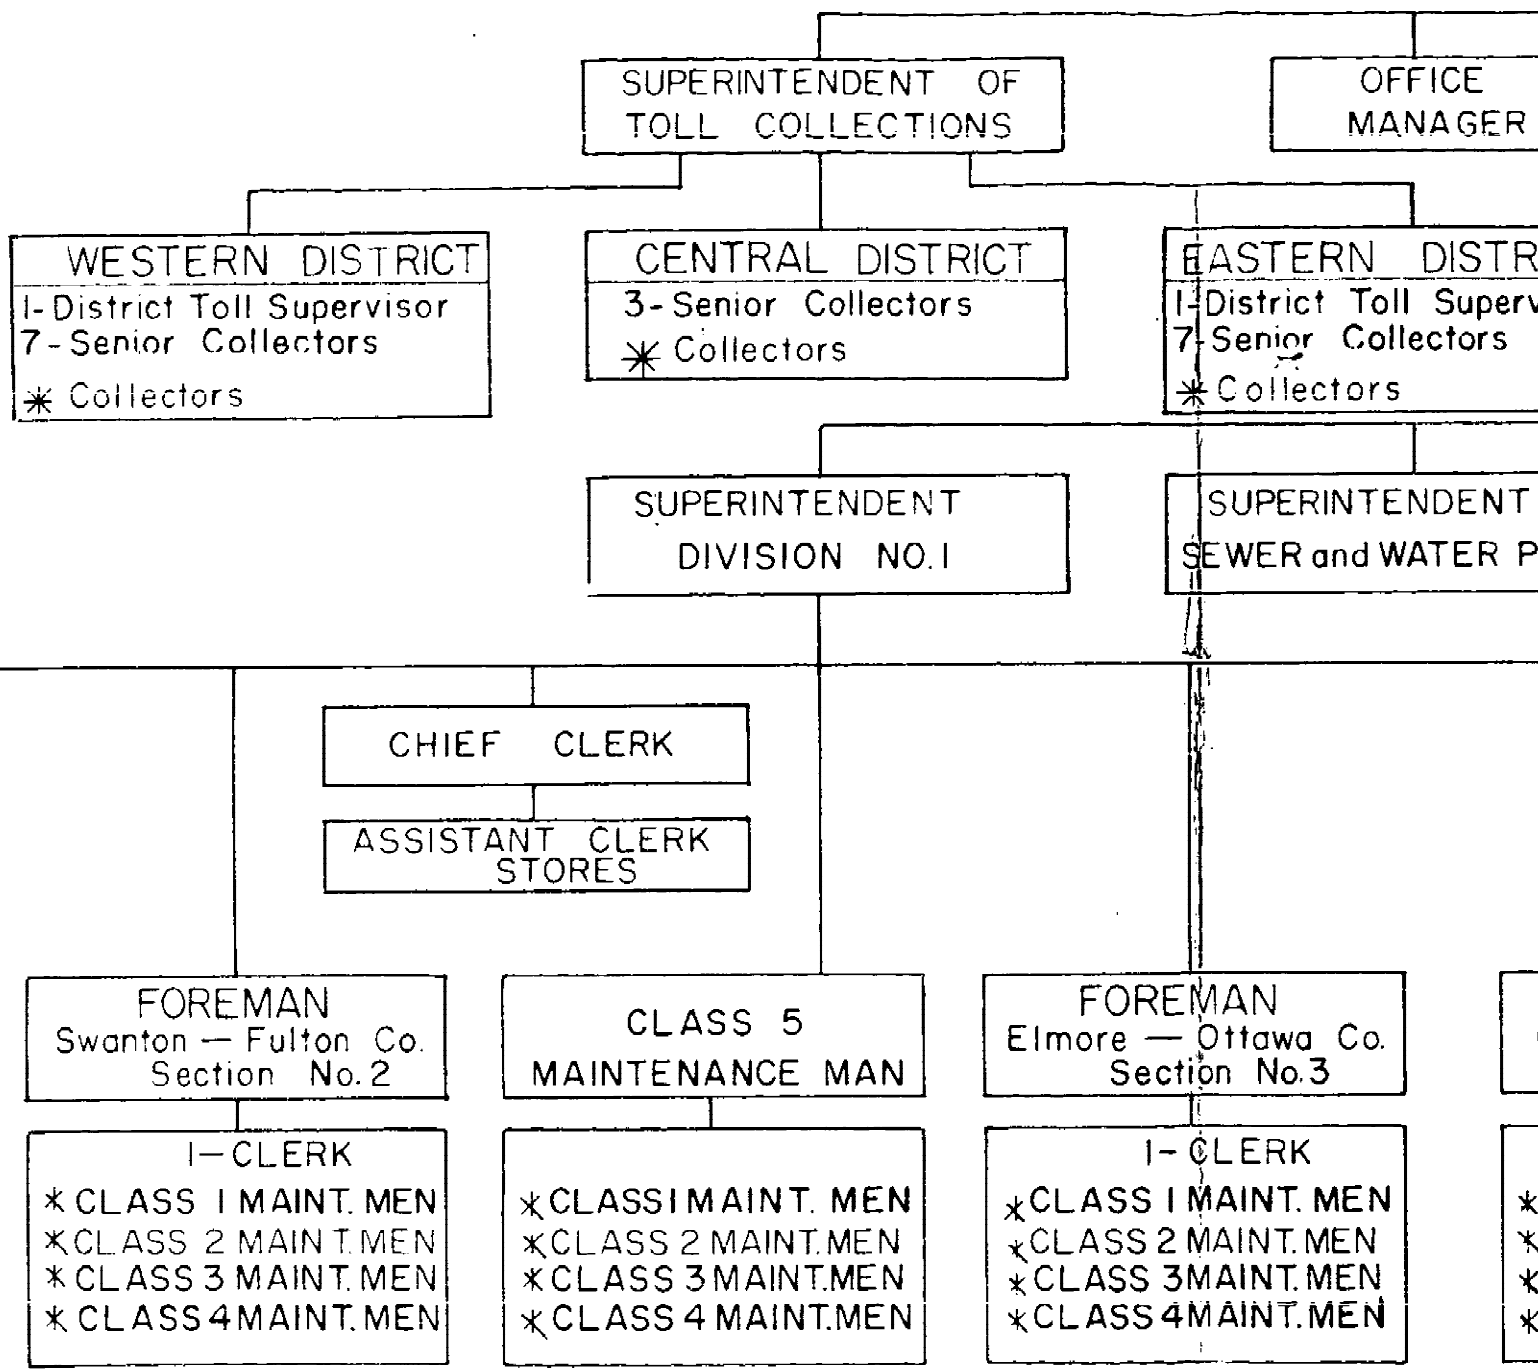 SUPERINTENDENT OF
TOLL COLLECTIONS
OFFICE
MANAGER
WESTERN DISTRICT
1-District Toll Supervisor
7-Senior Collectors
* Collectors
CENTRAL DISTRICT
3-Senior Collectors
* Collectors
EASTERN DISTR
1-District Toll Superv
7-Senior Collectors
* Collectors
SUPERINTENDENT
DIVISION NO. 1
SUPERINTENDENT
SEWER and WATER P
CHIEF CLERK
ASSISTANT CLERK
STORES
FOREMAN
Swanton — Fulton Co.
Section No. 2
1-CLERK
* CLASS 1 MAINT. MEN
* CLASS 2 MAINT. MEN
* CLASS 3 MAINT. MEN
* CLASS 4 MAINT. MEN
CLASS 5
MAINTENANCE MAN
* CLASS 1 MAINT. MEN
* CLASS 2 MAINT. MEN
* CLASS 3 MAINT. MEN
* CLASS 4 MAINT. MEN
FOREMAN
Elmore — Ottawa Co.
Section No. 3
1-CLERK
* CLASS 1 MAINT. MEN
* CLASS 2 MAINT. MEN
* CLASS 3 MAINT. MEN
* CLASS 4 MAINT. MEN
*
*
*
*